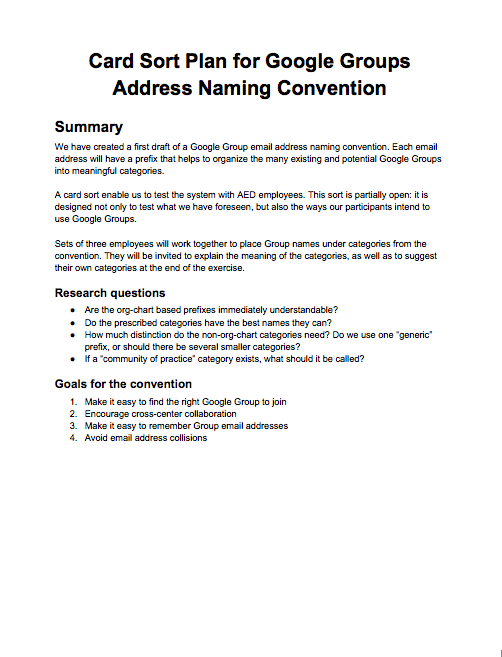 Card Sort Plan for Google Groups
Address Naming Convention
Summary
We have created a first draft of a Google Group email address naming convention. Each email
address will have a prefix that helps to organize the many existing and potential Google Groups
into meaningful categories.
A card sort enable us to test the system with AED employees. This sort is partially open: it is
designed not only to test what we have foreseen, but also the ways our participants intend to
use Google Groups.
Sets of three employees will work together to place Group names under categories from the
convention. They will be invited to explain the meaning of the categories, as well as to suggest
their own categories at the end of the exercise.
Research questions
● Are the org-chart based prefixes immediately understandable?
● Do the prescribed categories have the best names they can?
● How much distinction do the non-org-chart categories need? Do we use one “generic”
prefix, or should there be several smaller categories?
● If a “community of practice” category exists, what should it be called?
Goals for the convention
1. Make it easy to find the right Google Group to join
2. Encourage cross-center collaboration
3. Make it easy to remember Group email addresses
4. Avoid email address collisions